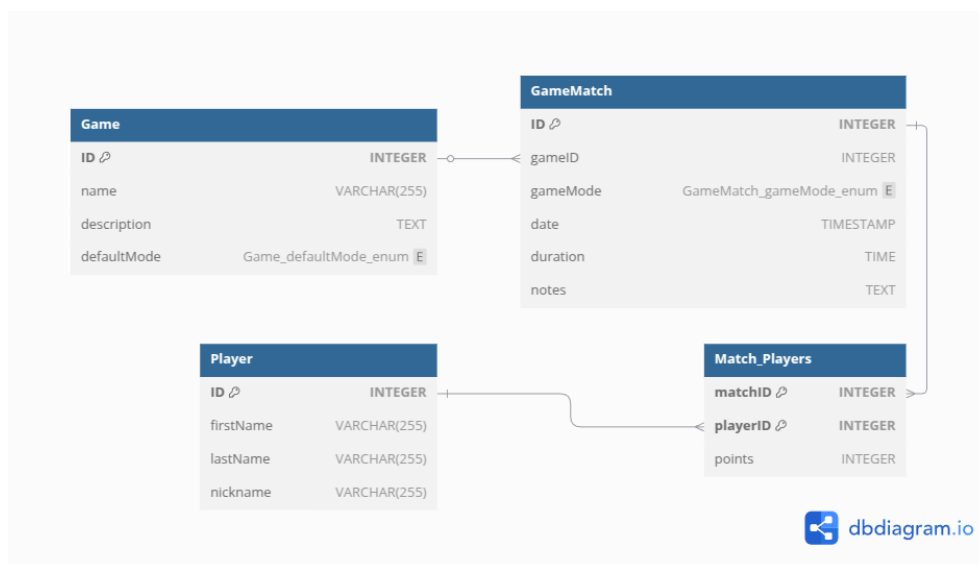 Game
ID INTEGER
name VARCHAR(255)
description TEXT
defaultMode Game_defaultMode_enum E
GameMatch
ID INTEGER
gameID INTEGER
gameMode GameMatch_gameMode_enum E
date TIMESTAMP
duration TIME
notes TEXT
Player
ID INTEGER
firstName VARCHAR(255)
lastName VARCHAR(255)
nickname VARCHAR(255)
Match_Players
matchID INTEGER
playerID INTEGER
points INTEGER
dbdiagram.io